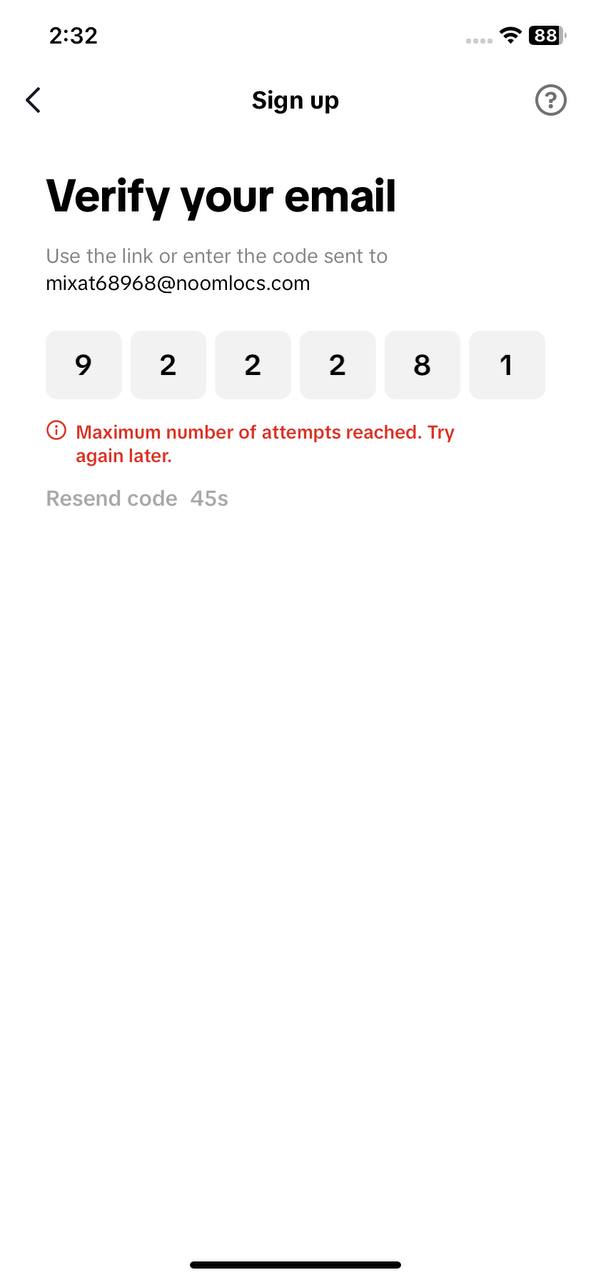 2:32
88
Sign up
?
Verify your email
Use the link or enter the code sent to
mixat68968@noomlocs.com
9 2 2 2 8 1
Maximum number of attempts reached. Try
again later.
Resend code 45s